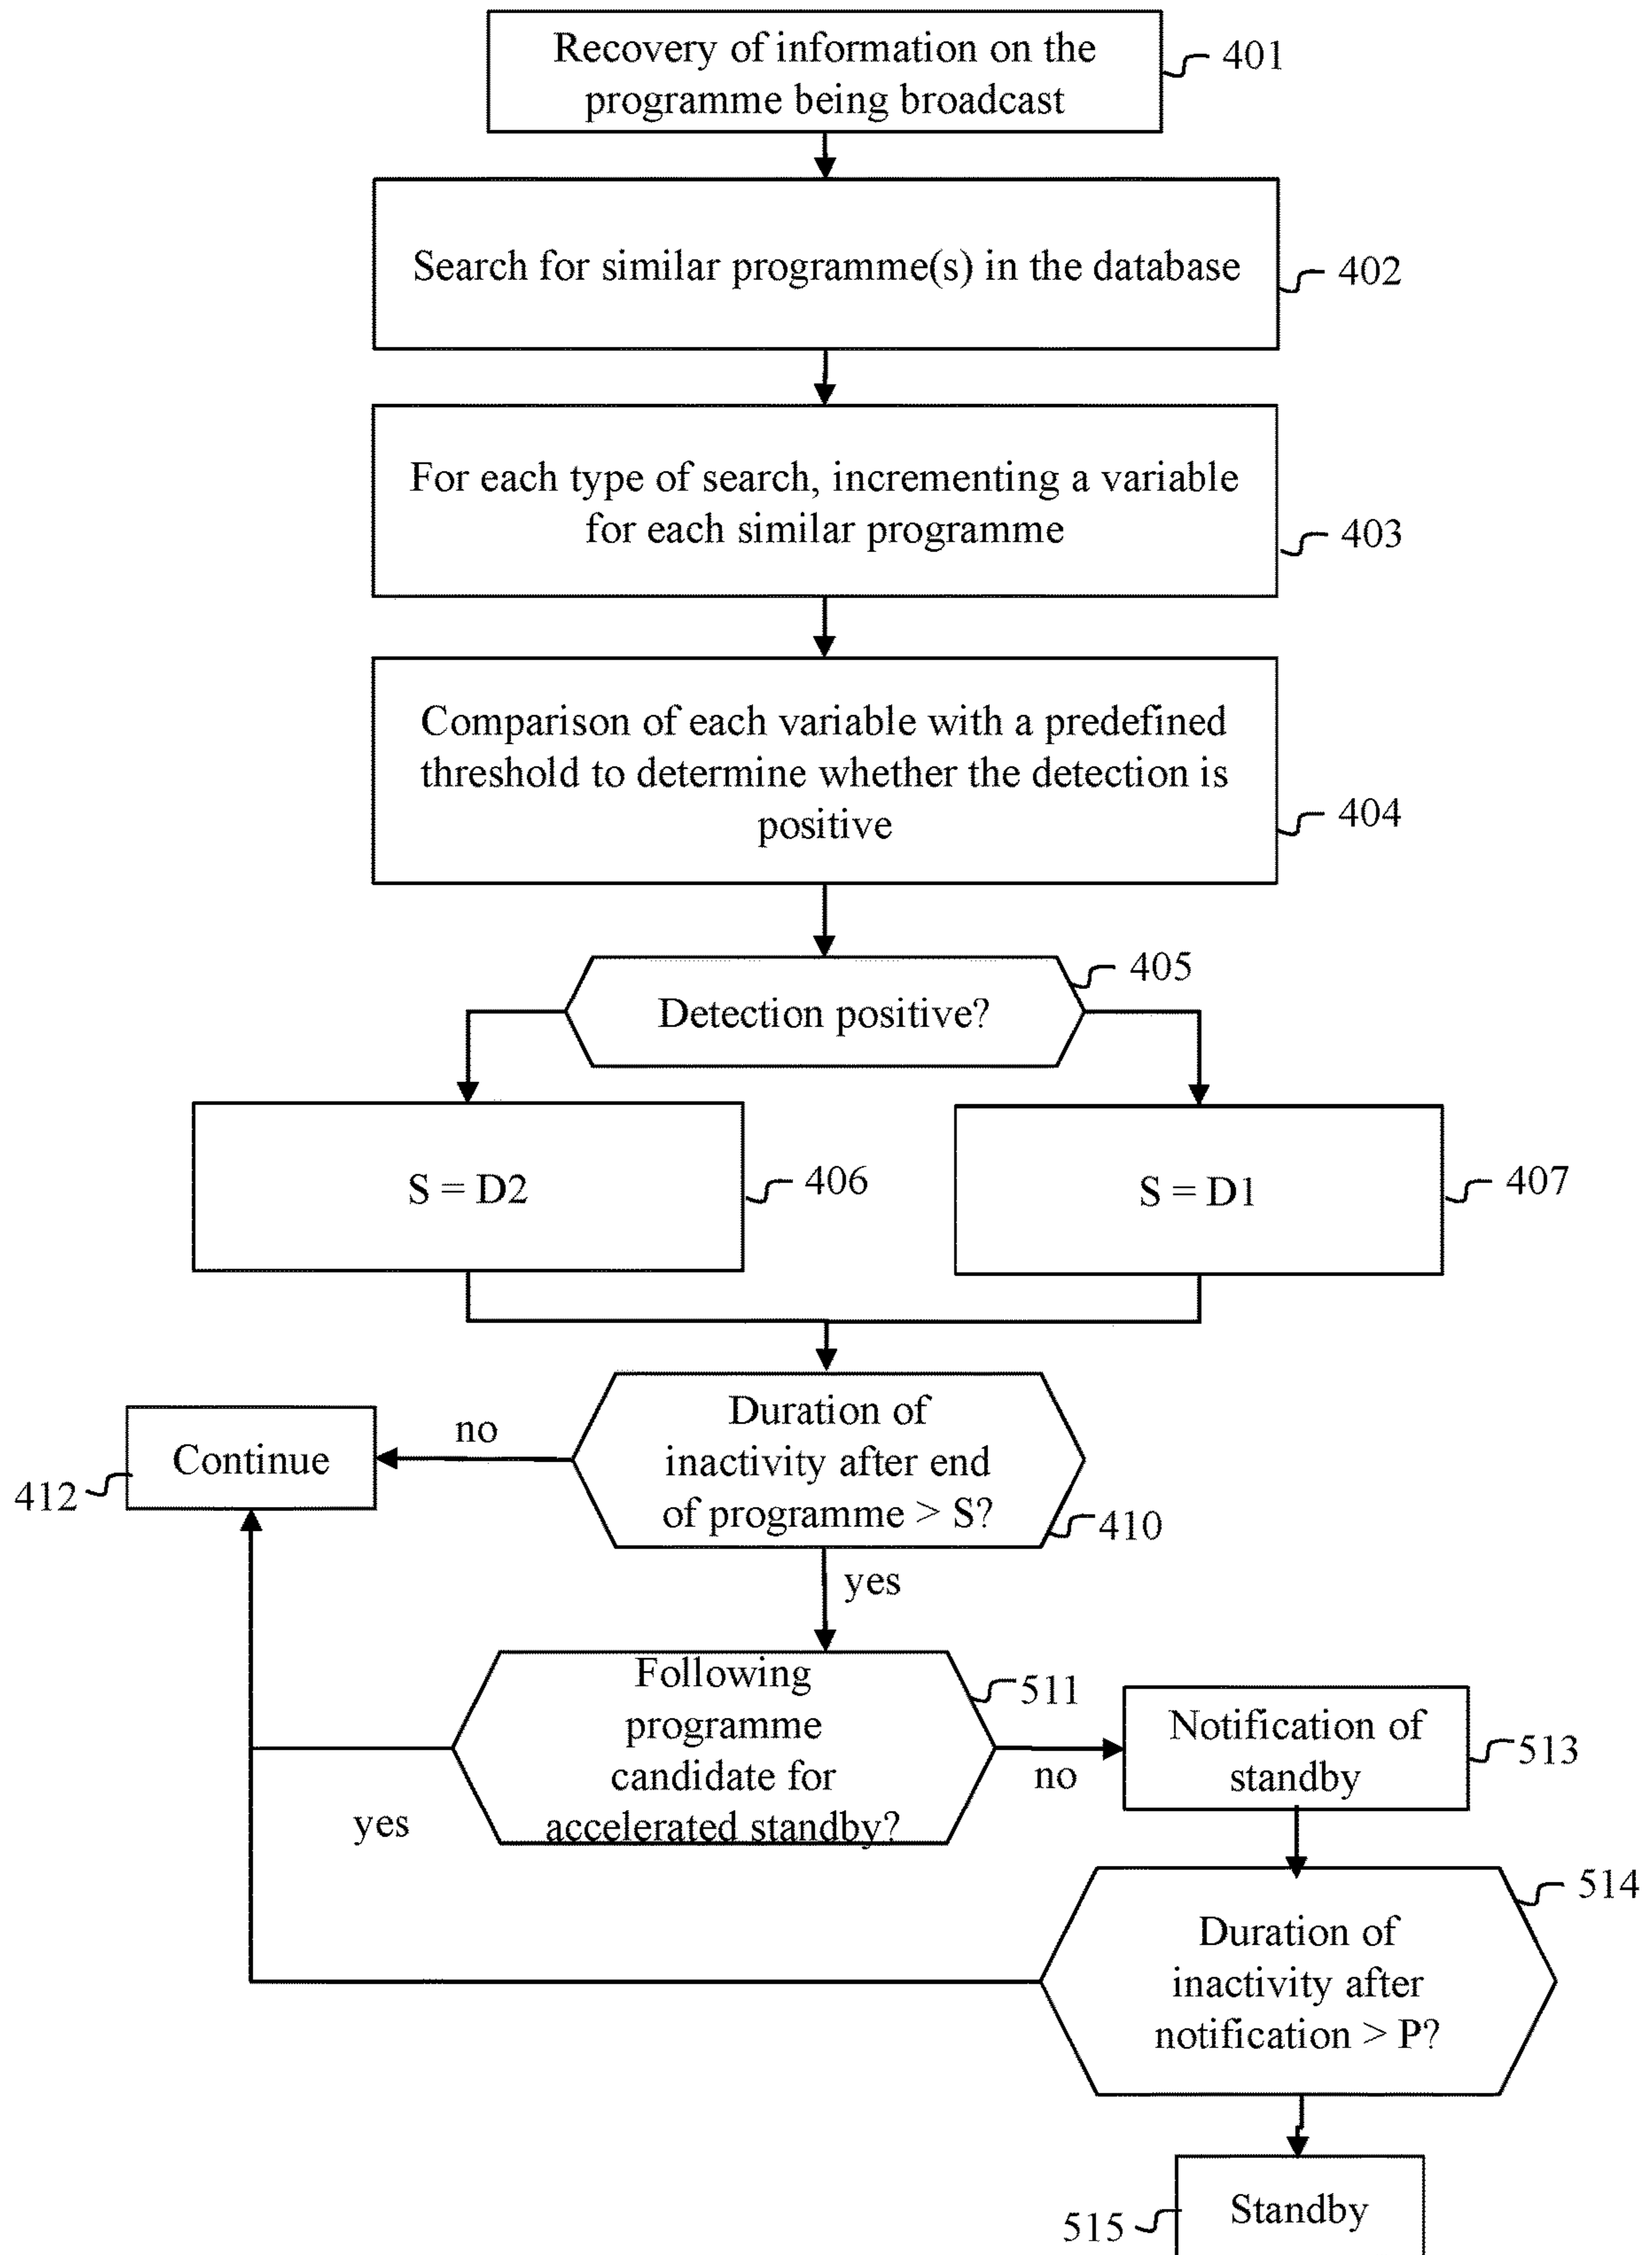 Recovery of information on the
programme being broadcast
401
Search for similar programme(s) in the database
402
For each type of search, incrementing a variable
for each similar programme
403
Comparison of each variable with a predefined
threshold to determine whether the detection is
positive
404
405
Detection positive?
S = D2
406
S = D1
407
Duration of
inactivity after end
of programme > S?
410
no
Continue
412
yes
Following
programme
candidate for
accelerated standby?
511
yes
no
Notification of
standby
513
514
Duration of
inactivity after
notification > P?
Standby
515